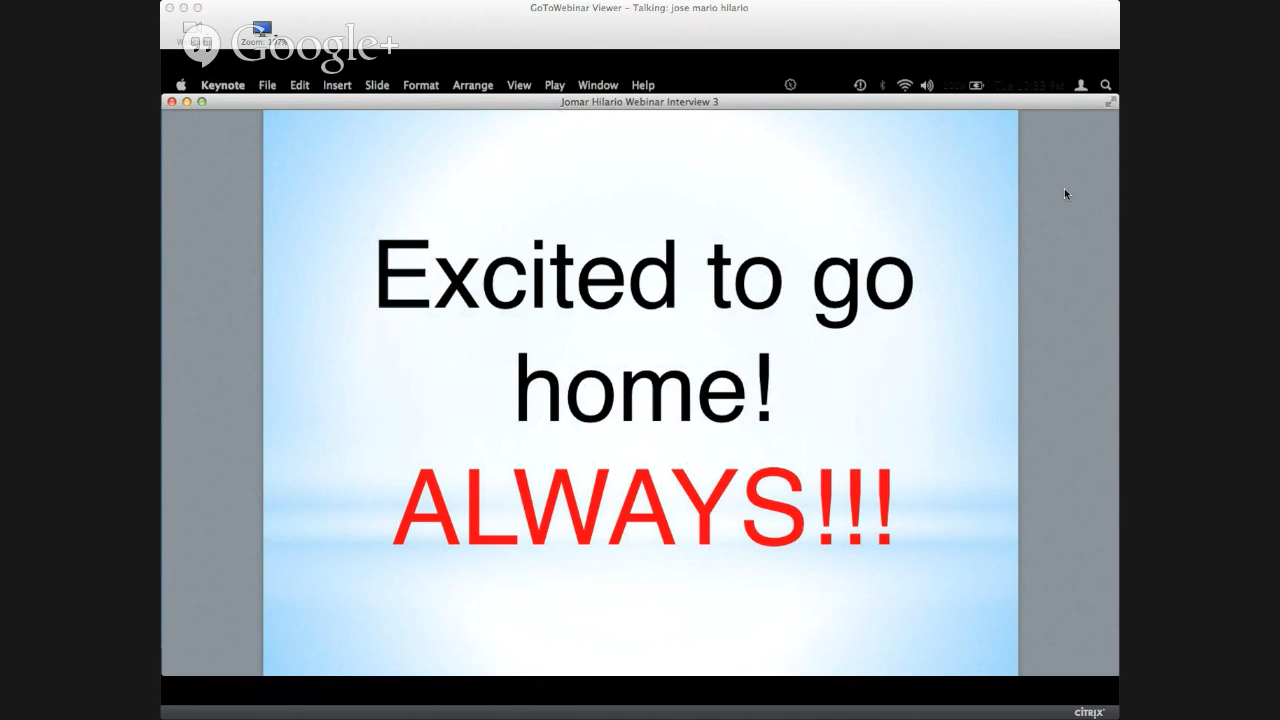 GoToWebinar Viewer – Talking: jose mario hilario
Google+
Keynote File Edit Insert Slide Format Arrange View Play Window Help
Jomar Hilario Webinar Interview 3
Excited to go
home!
ALWAYS!!!
CITRIX